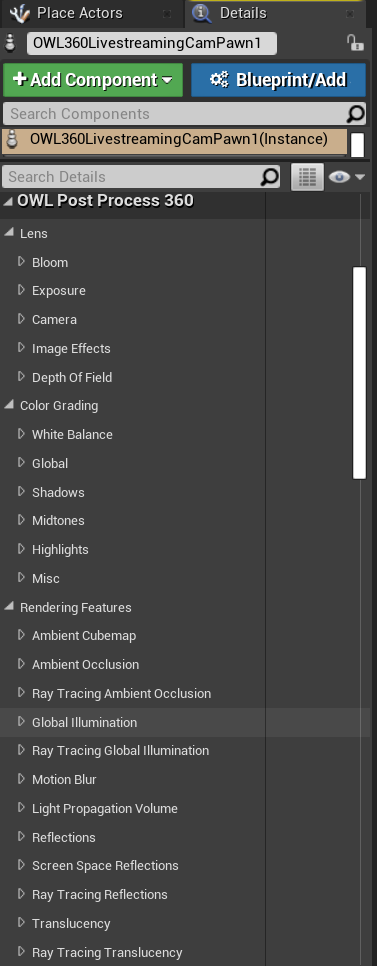 Place Actors
Details
OWL360LivestreamingCamPawn1
+Add Component
Blueprint/Add
Search Components
OWL360LivestreamingCamPawn1(Instance)
Search Details
OWL Post Process 360
Lens
Bloom
Exposure
Camera
Image Effects
Depth Of Field
Color Grading
White Balance
Global
Shadows
Midtones
Highlights
Misc
Rendering Features
Ambient Cubemap
Ambient Occlusion
Ray Tracing Ambient Occlusion
Global Illumination
Ray Tracing Global Illumination
Motion Blur
Light Propagation Volume
Reflections
Screen Space Reflections
Ray Tracing Reflections
Translucency
Ray Tracing Translucency